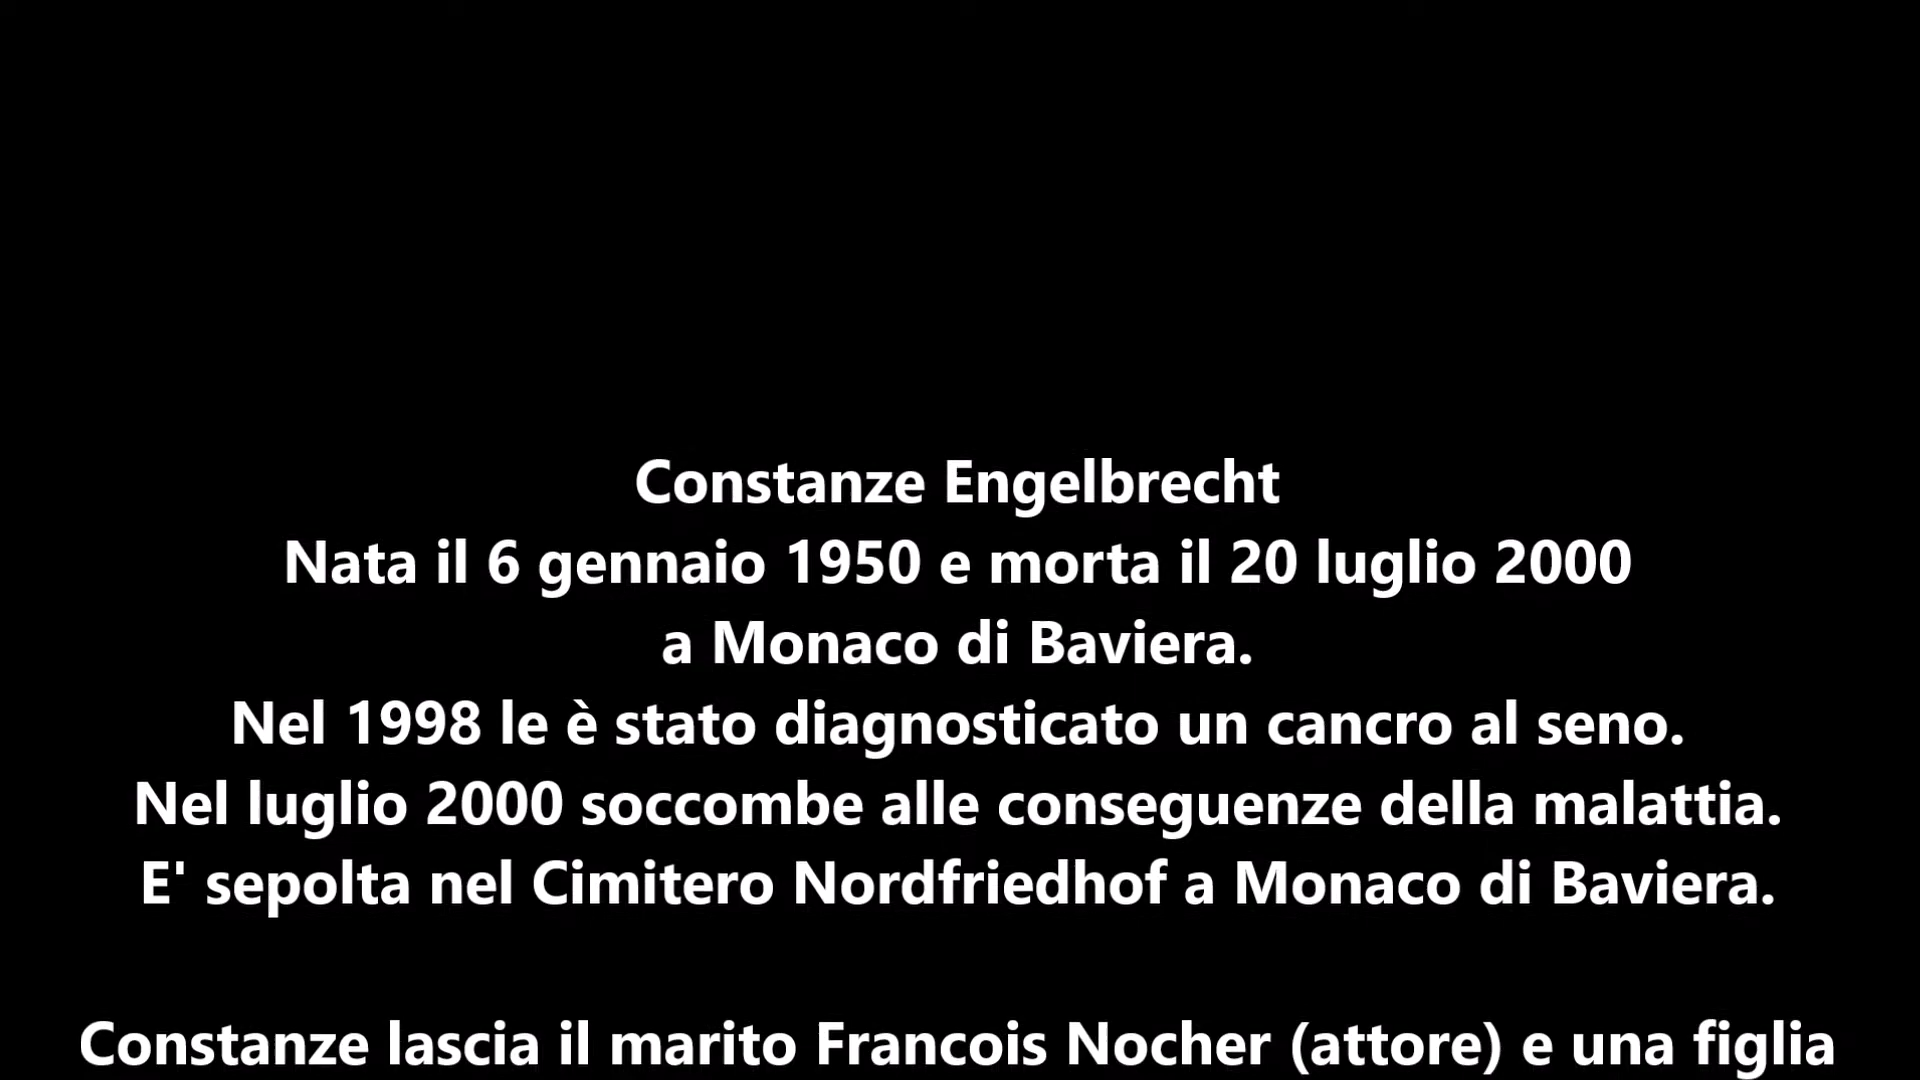 Constanze Engelbrecht
Nata il 6 gennaio 1950 e morta il 20 luglio 2000
a Monaco di Baviera.
Nel 1998 le è stato diagnosticato un cancro al seno.
Nel luglio 2000 soccombe alle conseguenze della malattia.
E' sepolta nel Cimitero Nordfriedhof a Monaco di Baviera.
Constanze lascia il marito Francois Nocher (attore) e una figlia